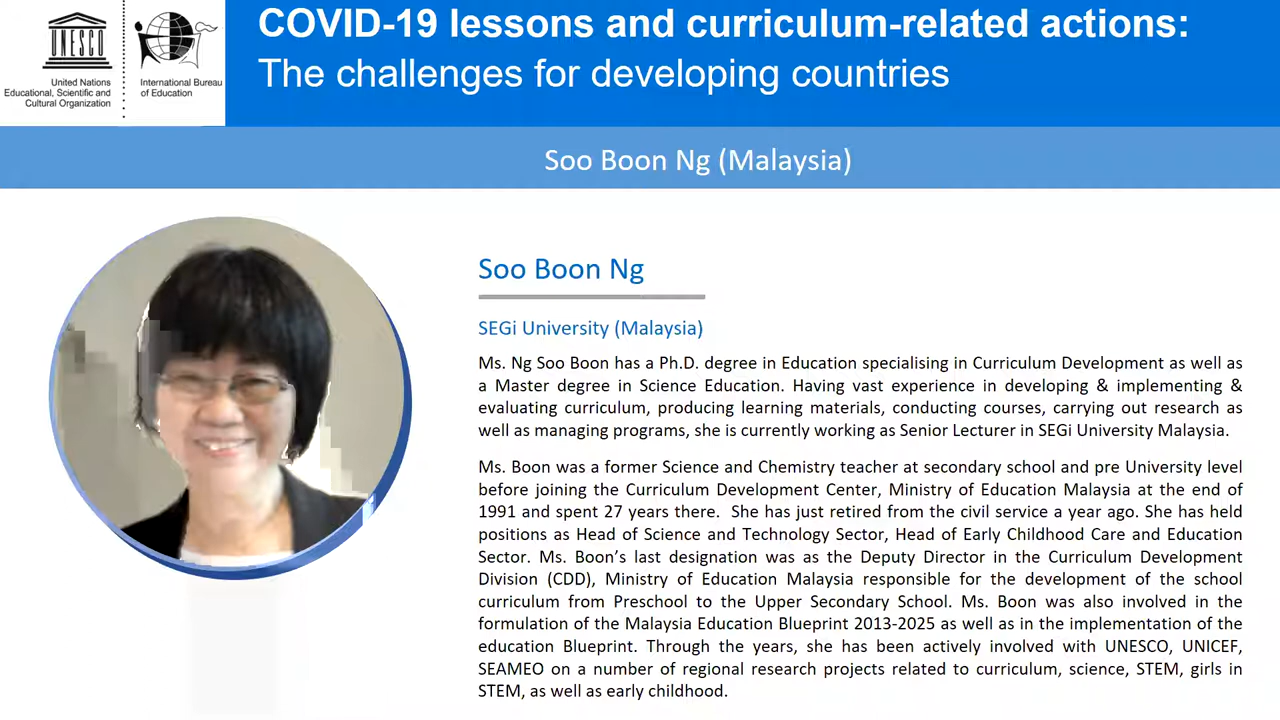 UNESCO
United Nations
Educational, Scientific and
Cultural Organization
International Bureau
of Education
COVID-19 lessons and curriculum-related actions:
The challenges for developing countries
Soo Boon Ng (Malaysia)
Soo Boon Ng
SEGi University (Malaysia)
Ms. Ng Soo Boon has a Ph.D. degree in Education specialising in Curriculum Development as well as
a Master degree in Science Education. Having vast experience in developing & implementing &
evaluating curriculum, producing learning materials, conducting courses, carrying out research as
well as managing programs, she is currently working as Senior Lecturer in SEGi University Malaysia.
Ms. Boon was a former Science and Chemistry teacher at secondary school and pre University level
before joining the Curriculum Development Center, Ministry of Education Malaysia at the end of
1991 and spent 27 years there. She has just retired from the civil service a year ago. She has held
positions as Head of Science and Technology Sector, Head of Early Childhood Care and Education
Sector. Ms. Boon's last designation was as the Deputy Director in the Curriculum Development
Division (CDD), Ministry of Education Malaysia responsible for the development of the school
curriculum from Preschool to the Upper Secondary School. Ms. Boon was also involved in the
formulation of the Malaysia Education Blueprint 2013-2025 as well as in the implementation of the
education Blueprint. Through the years, she has been actively involved with UNESCO, UNICEF,
SEAMEO on a number of regional research projects related to curriculum, science, STEM, girls in
STEM, as well as early childhood.